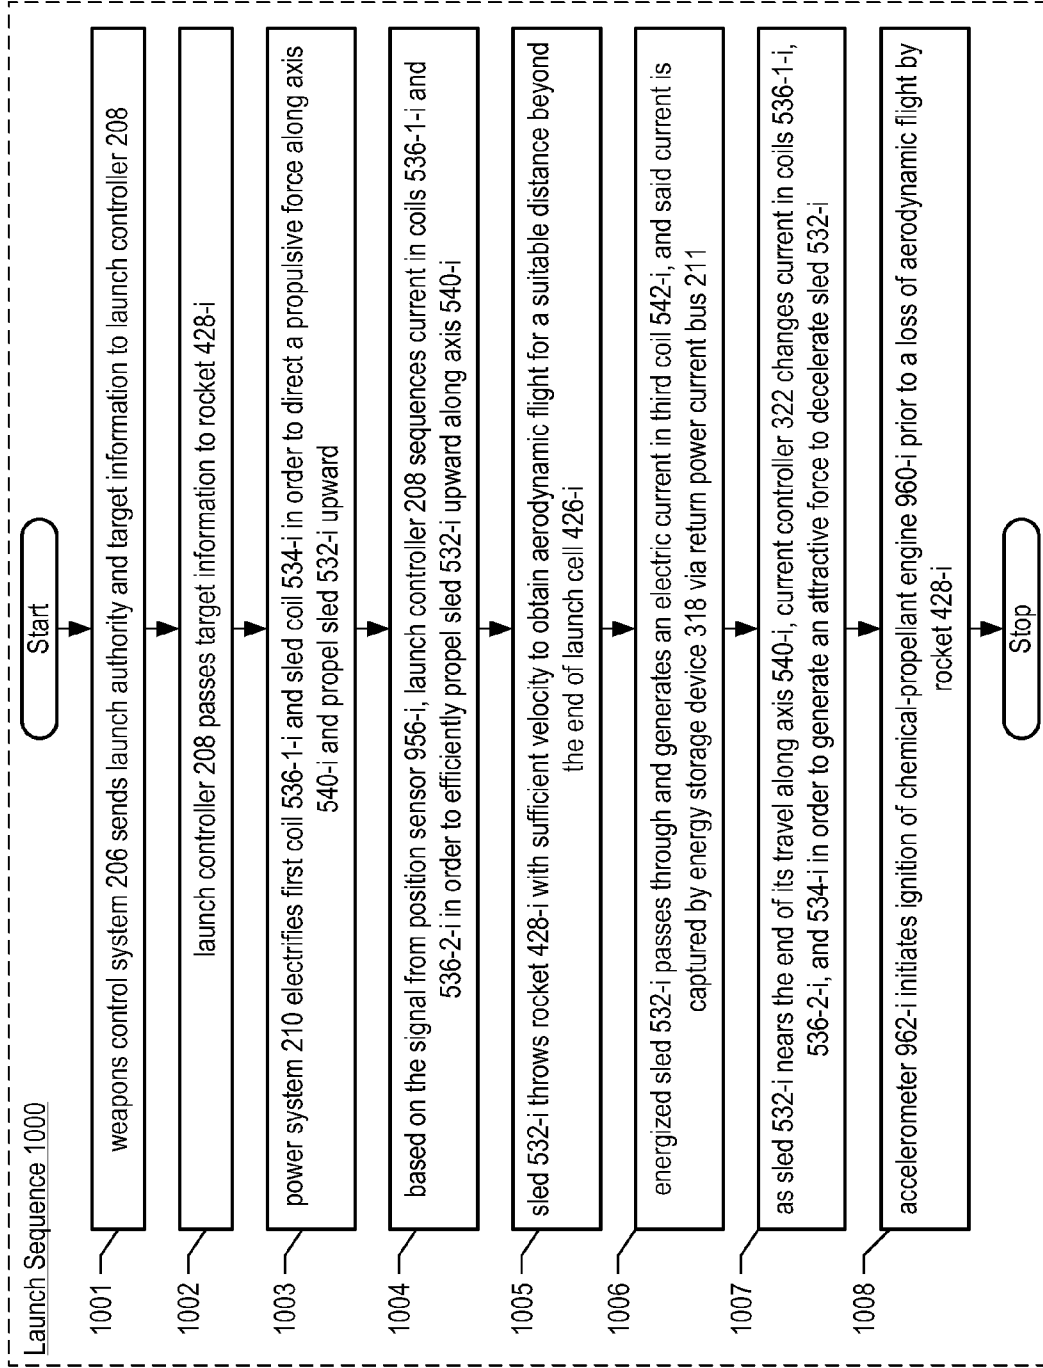 Launch Sequence 1000
Start
1001
weapons control system 206 sends launch authority and target information to launch controller 208
1002
launch controller 208 passes target information to rocket 428-i
1003
power system 210 electrifies first coil 536-1-i and sled coil 534-i in order to direct a propulsive force along axis
540-i and propel sled 532-i upward
1004
based on the signal from position sensor 956-i, launch controller 208 sequences current in coils 536-1-i and
536-2-i in order to efficiently propel sled 532-i upward along axis 540-i
1005
sled 532-i throws rocket 428-i with sufficient velocity to obtain aerodynamic flight for a suitable distance beyond
the end of launch cell 426-i
1006
energized sled 532-i passes through and generates an electric current in third coil 542-i, and said current is
captured by energy storage device 318 via return power current bus 211
1007
as sled 532-i nears the end of its travel along axis 540-i, current controller 322 changes current in coils 536-1-i,
536-2-i, and 534-i in order to generate an attractive force to decelerate sled 532-i
1008
accelerometer 962-i initiates ignition of chemical-propellant engine 960-i prior to a loss of aerodynamic flight by
rocket 428-i
Stop